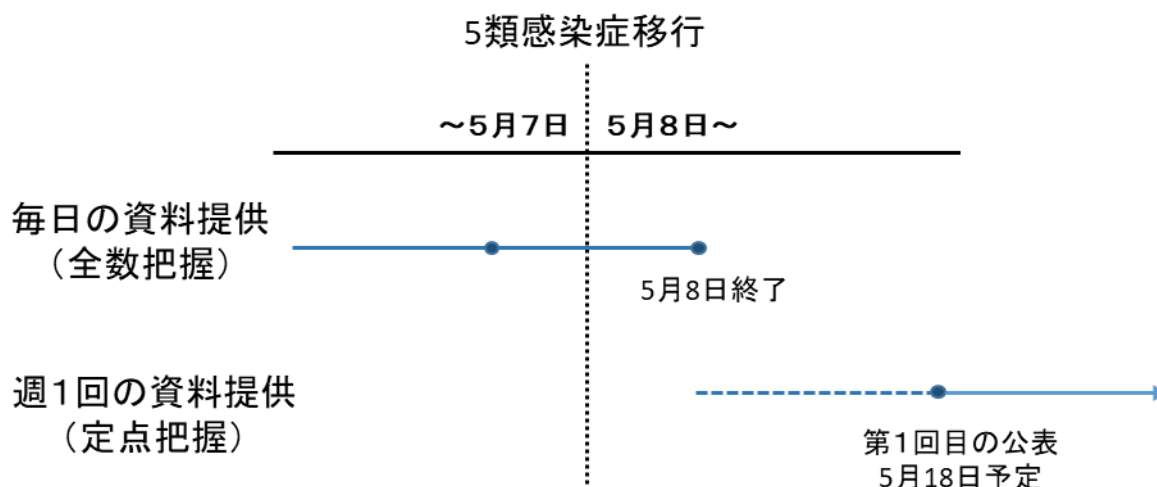 5類感染症移行
～5月7日
5月8日～
毎日の資料提供
（全数把握）
5月8日終了
週1回の資料提供
（定点把握）
第1回目の公表
5月18日予定